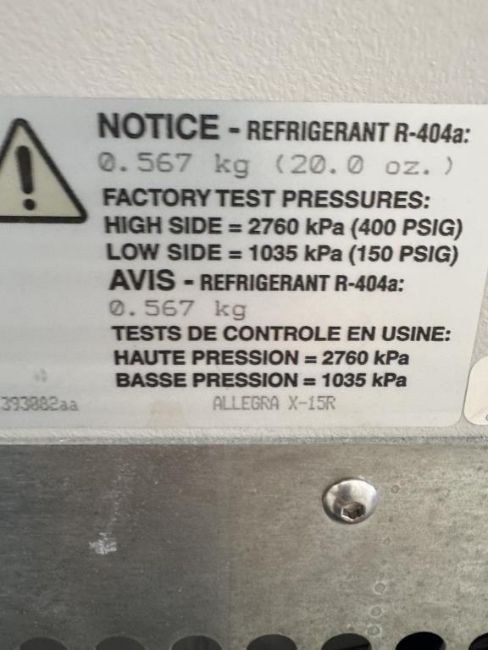 NOTICE - REFRIGERANT R-404a:
0.567 kg (20.0 oz.)
FACTORY TEST PRESSURES:
HIGH SIDE = 2760 kPa (400 PSIG)
LOW SIDE = 1035 kPa (150 PSIG)
AVIS - REFRIGERANT R-404a:
0.567 kg
TESTS DE CONTROLE EN USINE:
HAUTE PRESSION = 2760 kPa
BASSE PRESSION = 1035 kPa
393882aa ALLEGRA X-15R